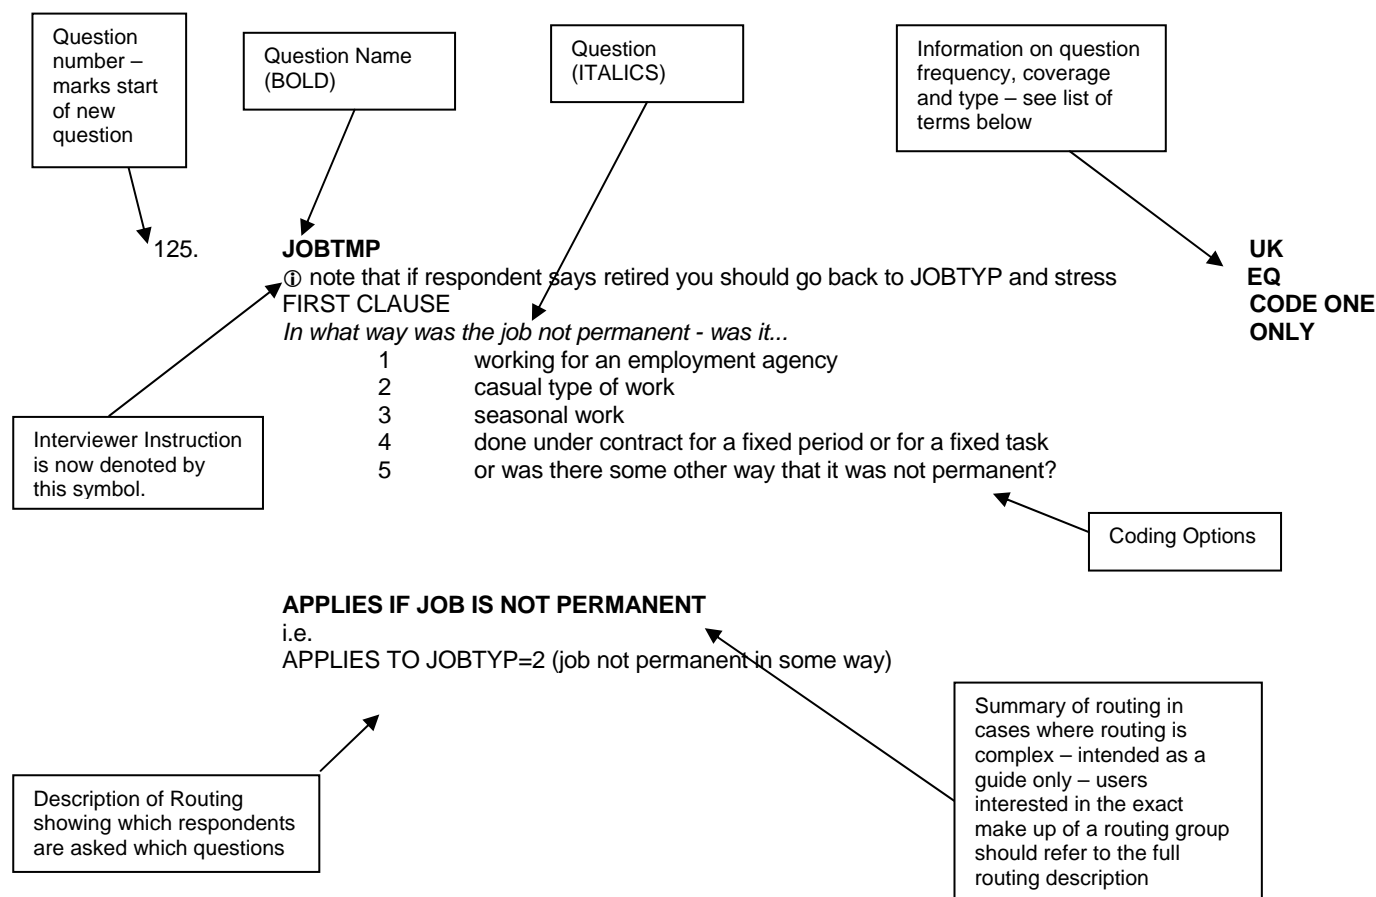 Question
number –
marks start
of new
question
Question Name
(BOLD)
Question
(ITALICS)
Information on question
frequency, coverage
and type – see list of
terms below
125.
JOBTMP
UK
ⓘ note that if respondent says retired you should go back to JOBTYP and stress
EQ
FIRST CLAUSE
CODE ONE
In what way was the job not permanent - was it...
ONLY
1 working for an employment agency
2 casual type of work
3 seasonal work
4 done under contract for a fixed period or for a fixed task
5 or was there some other way that it was not permanent?
Interviewer Instruction
is now denoted by
this symbol.
Coding Options
APPLIES IF JOB IS NOT PERMANENT
i.e.
APPLIES TO JOBTYP=2 (job not permanent in some way)
Description of Routing
showing which respondents
are asked which questions
Summary of routing in
cases where routing is
complex – intended as a
guide only – users
interested in the exact
make up of a routing group
should refer to the full
routing description